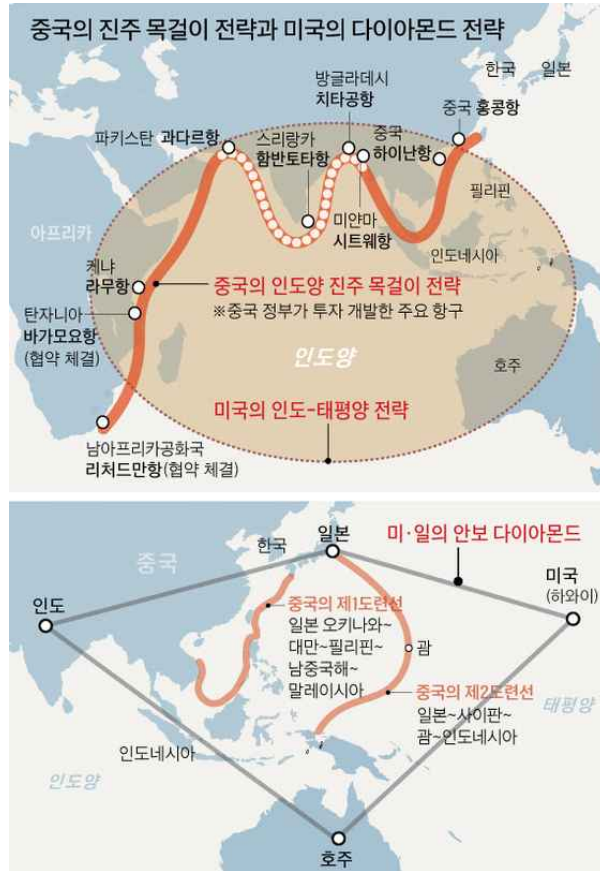 중국의 진주 목걸이 전략과 미국의 다이아몬드 전략
한국
일본
방글라데시
치타공항
중국 홍콩항
파키스탄 과다르항
스리랑카
함반토타항
중국
하이난항
필리핀
미얀마
시트웨항
아프리카
인도네시아
케냐
라무항
중국의 인도양 진주 목걸이 전략
※중국 정부가 투자 개발한 주요 항구
탄자니아
바가모요항
(협약 체결)
인도양
호주
미국의 인도-태평양 전략
남아프리카공화국
리처드만항(협약 체결)
일본
한국
미·일의 안보 다이아몬드
중국
미국
(하와이)
인도
중국의 제1도련선
일본 오키나와~
대만~필리핀~
남중국해~
말레이시아
괌
중국의 제2도련선
일본~사이판~
괌~인도네시아
태평양
인도네시아
인도양
호주